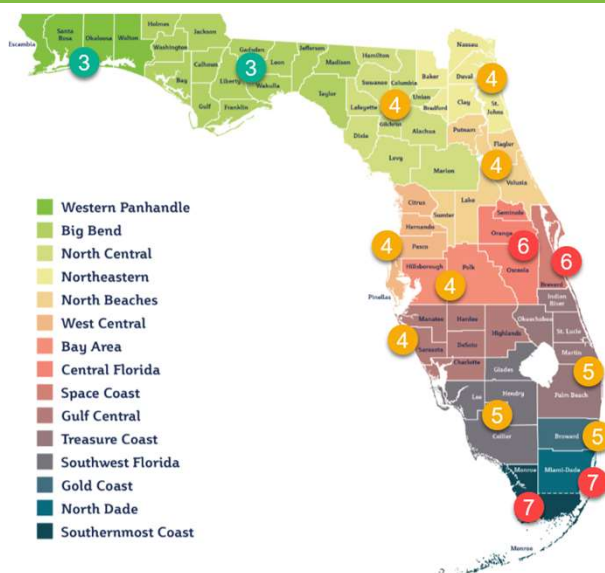 Escambia
Santa
Rosa
Okaloosa
Walton
Holmes
Jackson
Washington
Bay
Calhoun
Gulf
Liberty
Franklin
Gadsden
Leon
Wakulla
Jefferson
Madison
Taylor
Hamilton
Suwanee
Columbia
Lafayette
Dixie
Gilchrist
Levy
Baker
Union
Bradford
Alachua
Marion
Nassau
Duval
Clay
St.
Johns
Putnam
Flagler
Volusia
Lake
Sumter
Citrus
Hernando
Pasco
Pinellas
Hillsborough
Polk
Seminole
Orange
Osceola
Brevard
Indian
River
Okeechobee
St. Lucie
Martin
Palm Beach
Manatee
Hardee
Highlands
Sarasota
DeSoto
Charlotte
Glades
Lee
Hendry
Collier
Broward
Monroe
Miami-Dade
Monroe
3
3
4
4
4
4
4
6
6
4
5
5
5
7
7
Western Panhandle
Big Bend
North Central
Northeastern
North Beaches
West Central
Bay Area
Central Florida
Space Coast
Gulf Central
Treasure Coast
Southwest Florida
Gold Coast
North Dade
Southernmost Coast